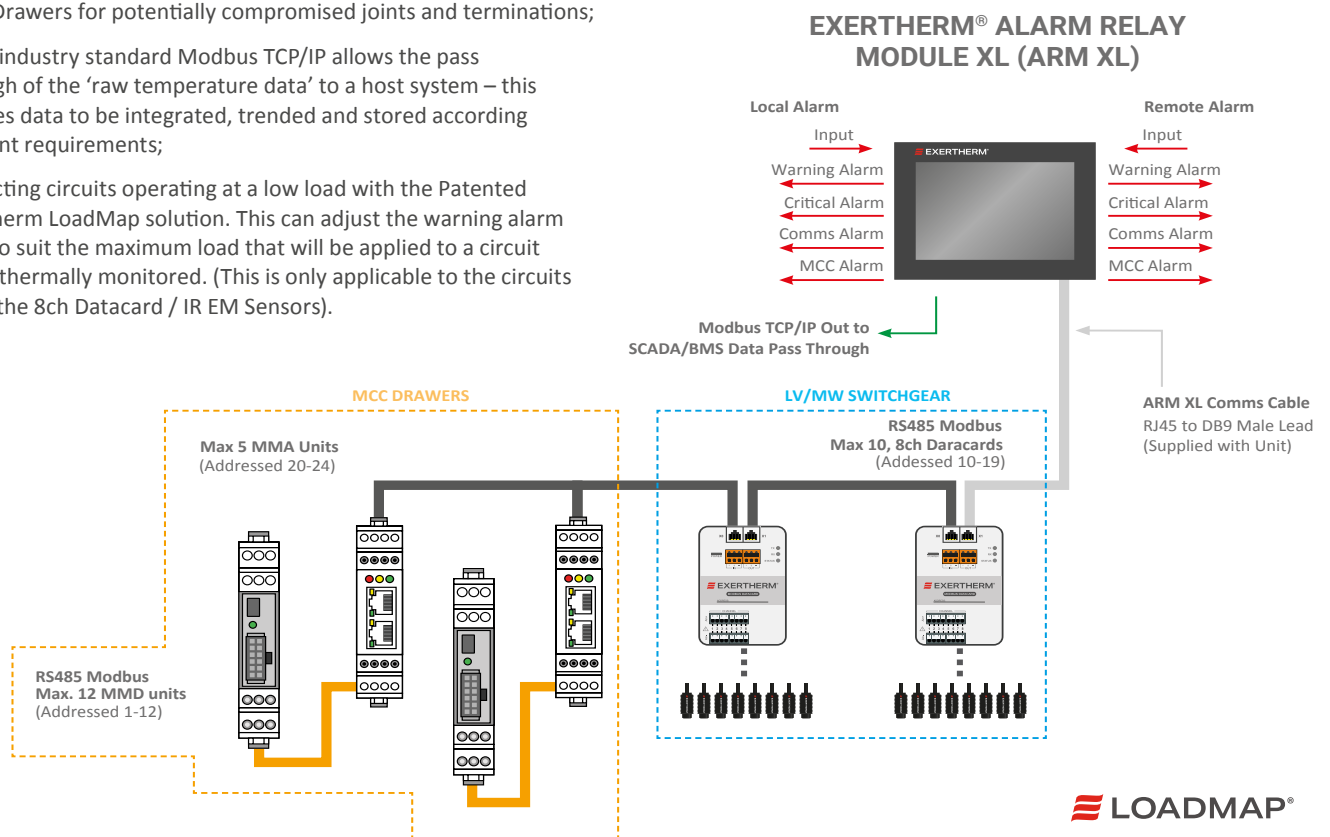 Drawers for potentially compromised joints and terminations;
industry standard Modbus TCP/IP allows the pass
gh of the ‘raw temperature data’ to a host system – this
es data to be integrated, trended and stored according
nt requirements;
cting circuits operating at a low load with the Patented
herm LoadMap solution. This can adjust the warning alarm
o suit the maximum load that will be applied to a circuit
thermally monitored. (This is only applicable to the circuits
the 8ch Datacard / IR EM Sensors).
EXERTHERM® ALARM RELAY
MODULE XL (ARM XL)
Local Alarm
Remote Alarm
Input
Warning Alarm
Critical Alarm
Comms Alarm
MCC Alarm
EXERTHERM®
Input
Warning Alarm
Critical Alarm
Comms Alarm
MCC Alarm
Modbus TCP/IP Out to
SCADA/BMS Data Pass Through
ARM XL Comms Cable
RJ45 to DB9 Male Lead
(Supplied with Unit)
MCC DRAWERS
Max 5 MMA Units
(Addressed 20-24)
RS485 Modbus
Max. 12 MMD units
(Addressed 1-12)
LV/MW SWITCHGEAR
RS485 Modbus
Max 10, 8ch Daracards
(Addessed 10-19)
EXERTHERM®
EXERTHERM®
LOADMAP®